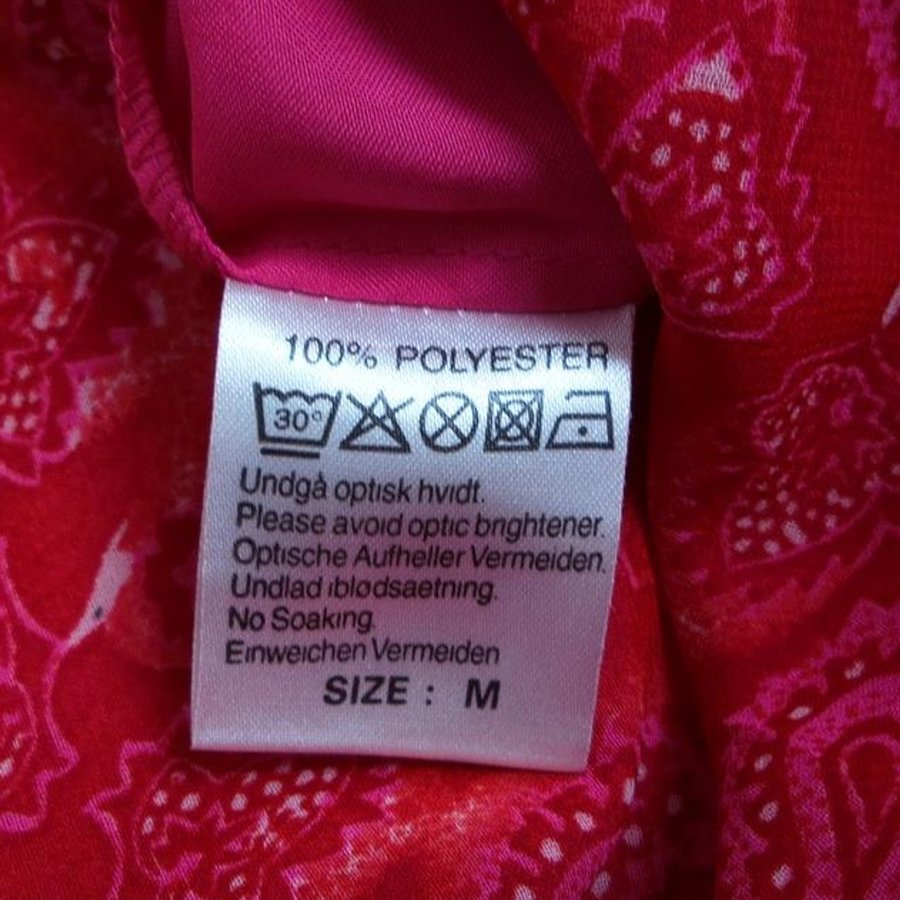 100% POLYESTER
30°
Undgå optisk hvidt.
Please avoid optic brightener.
Optische Aufheller Vermeiden.
Undlad iblødsaetning.
No Soaking.
Einweichen Vermeiden
SIZE : M